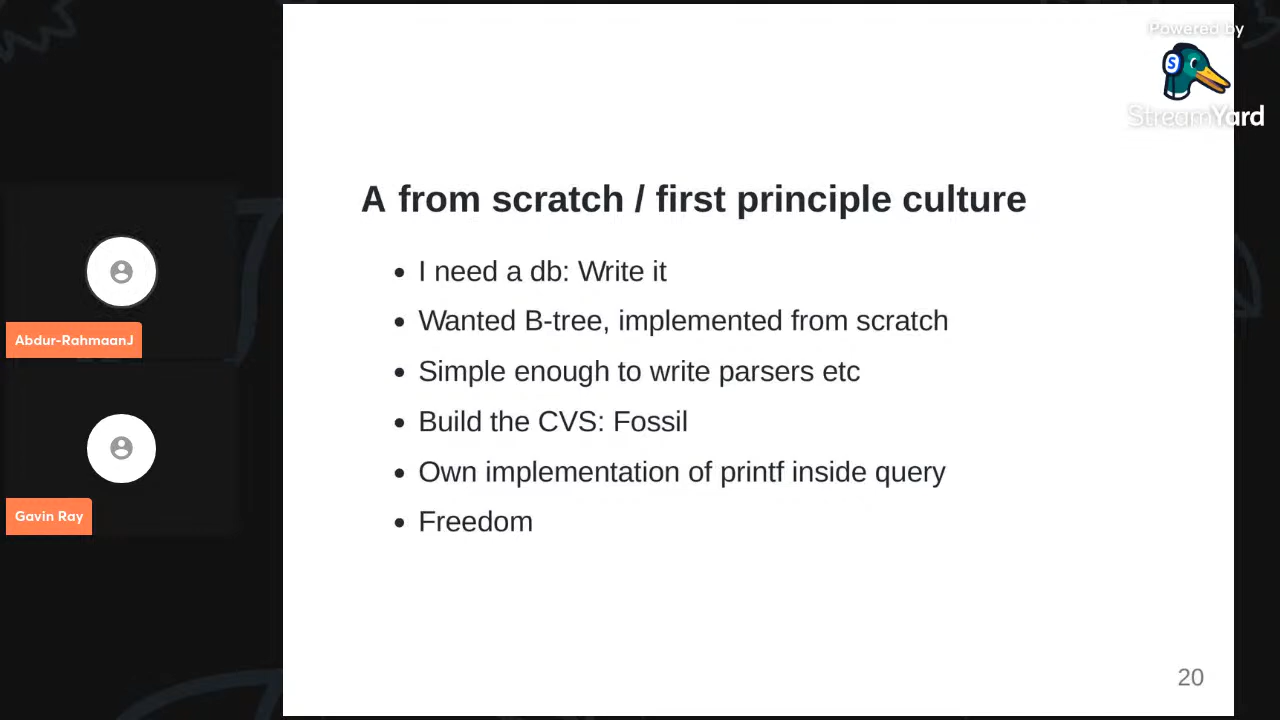 Powered by
StreamYard
A from scratch / first principle culture
I need a db: Write it
Wanted B-tree, implemented from scratch
Simple enough to write parsers etc
Build the CVS: Fossil
Own implementation of printf inside query
Freedom
20
Abdur-RahmaanJ
Gavin Ray